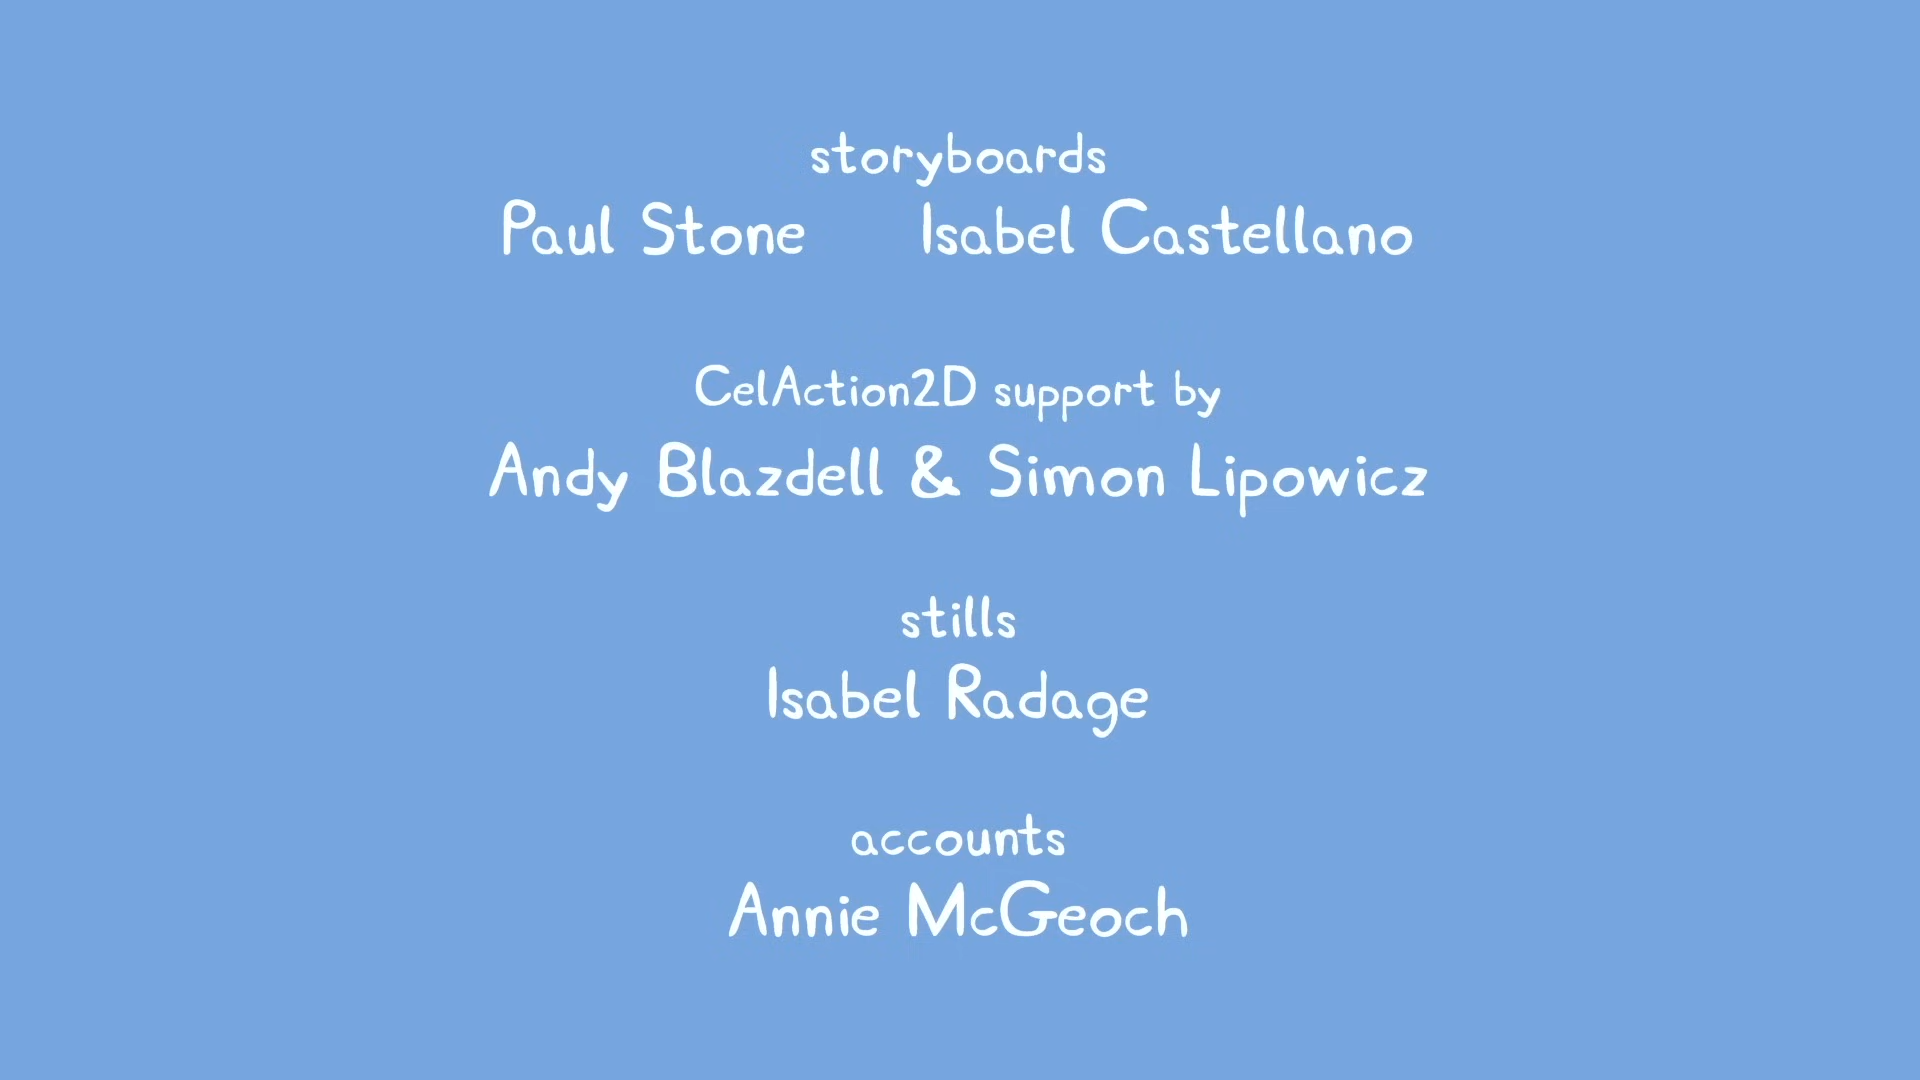 storyboards
Paul Stone Isabel Castellano
CelAction2D support by
Andy Blazdell & Simon Lipowicz
stills
Isabel Radage
accounts
Annie McGeoch